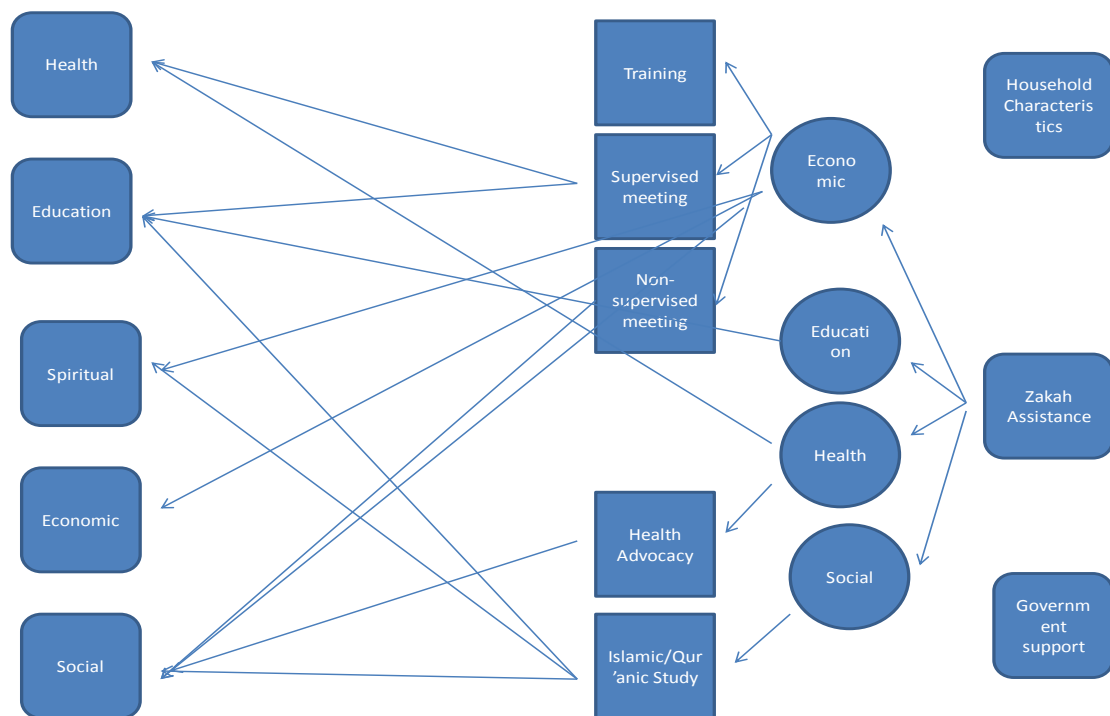 Health
Education
Spiritual
Economic
Social
Training
Supervised
meeting
Non-
supervised
meeting
Health
Advocacy
Islamic/Qur
’anic Study
Econo
mic
Educati
on
Health
Social
Household
Characteris
tics
Zakah
Assistance
Governm
ent
support